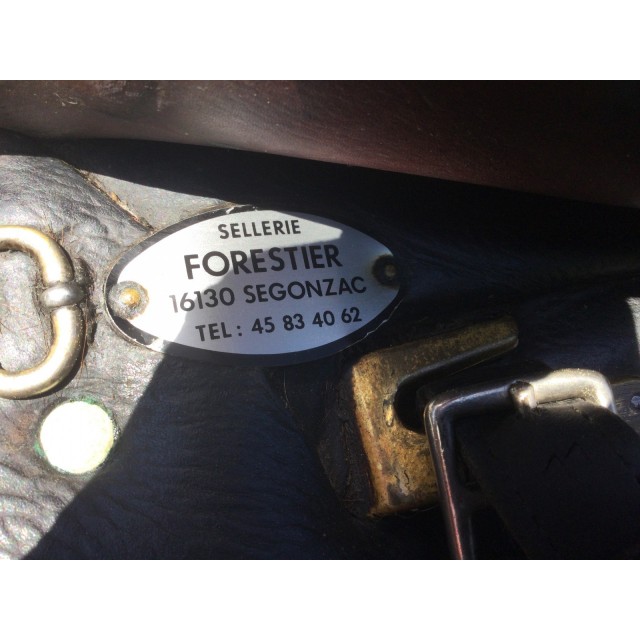 SELLERIE
FORESTIER
16130 SEGONZAC
TEL : 45 83 40 62